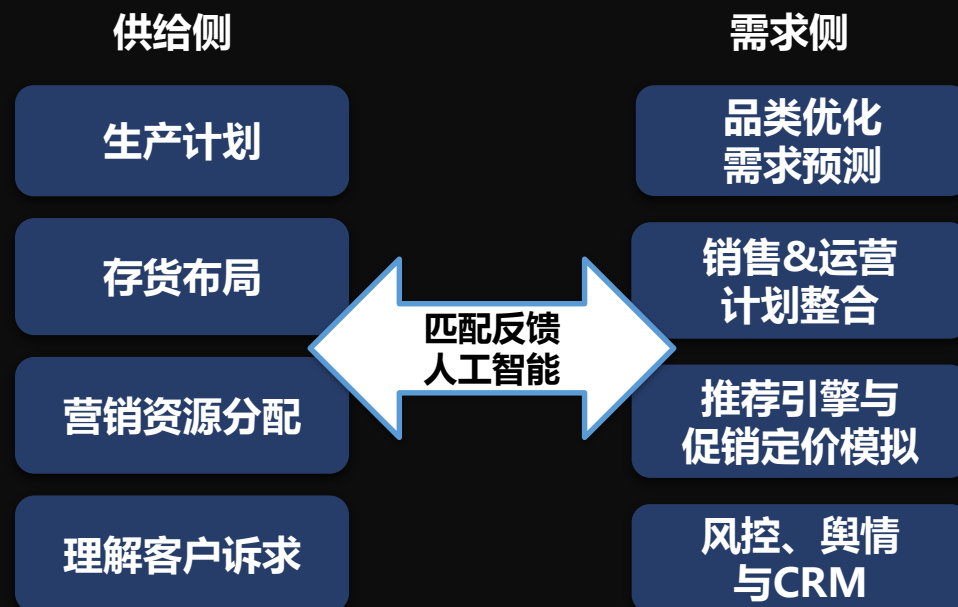 供给侧
需求侧
生产计划
存货布局
营销资源分配
理解客户诉求
匹配反馈
人工智能
品类优化
需求预测
销售&运营
计划整合
推荐引擎与
促销定价模拟
风控、舆情
与CRM